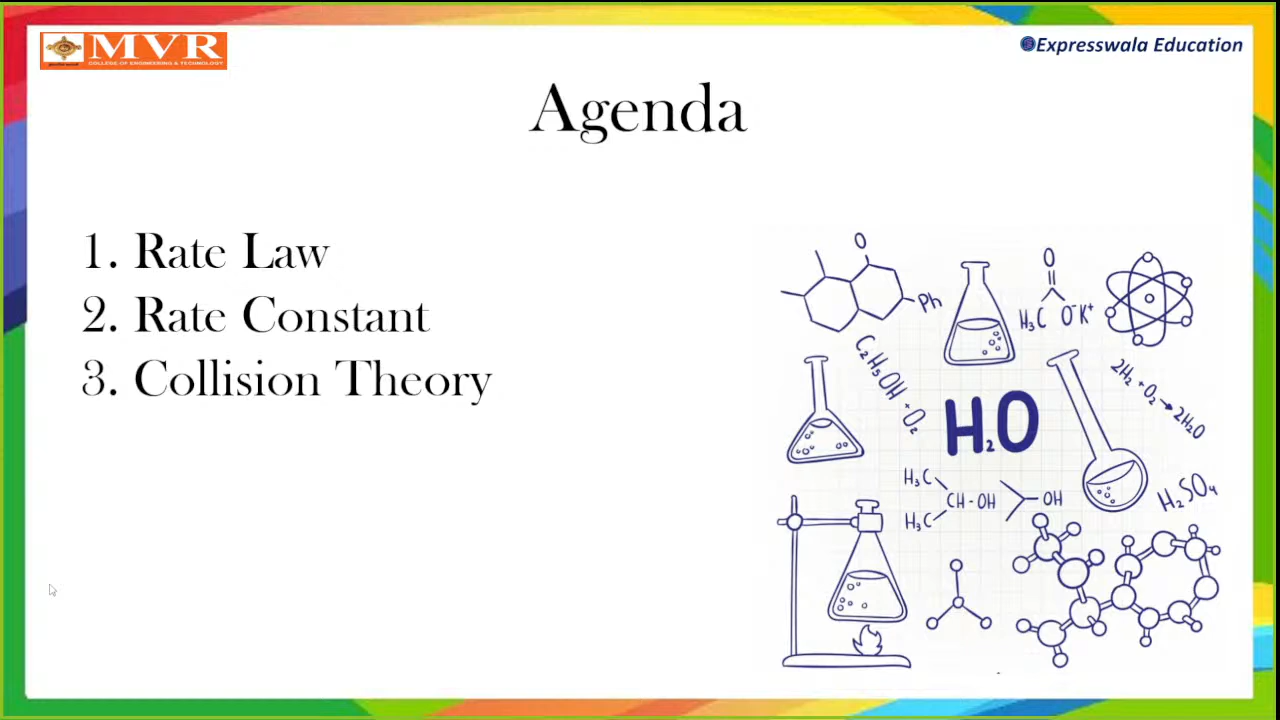 MVR
COLLEGE OF ENGINEERING & TECHNOLOGY
Expresswala Education
Agenda
1. Rate Law
2. Rate Constant
3. Collision Theory
O
Ph
O
H₃C O⁻K⁺
C₂H₅OH + O₂
2H₂ + O₂ → 2H₂O
H₂O
H₂SO₄
H₃C
CH - OH
OH
H₃C